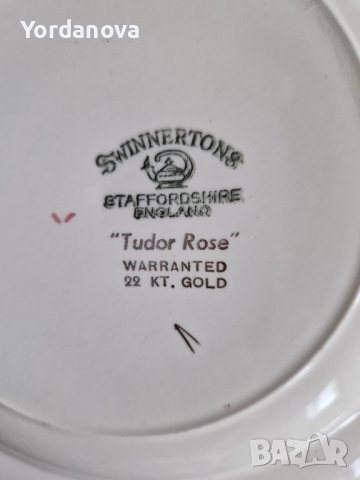 Yordanova
SWINNERTONS
STAFFORDSHIRE
ENGLAND
"Tudor Rose"
WARRANTED
22 KT. GOLD
BAZAR